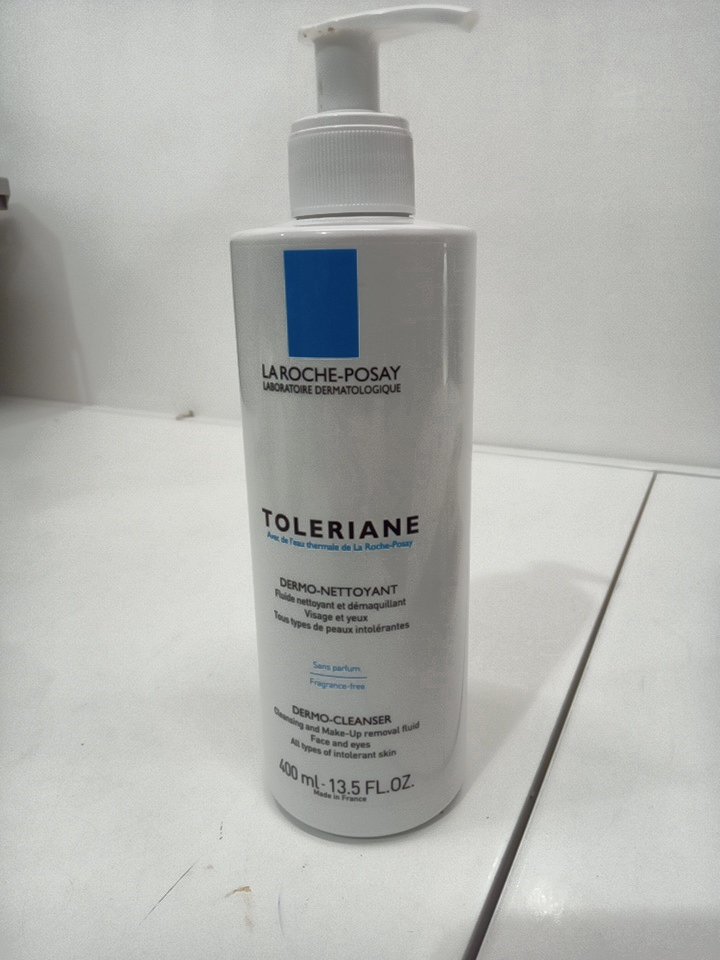 LA ROCHE-POSAY
LABORATOIRE DERMATOLOGIQUE
TOLERIANE
Avec de l'eau thermale de La Roche-Posay
DERMO-NETTOYANT
Fluide nettoyant et démaquillant
Visage et yeux
Tous types de peaux intolérantes
Sans parfum
Fragrance-free
DERMO-CLEANSER
Cleansing and Make-Up removal fluid
Face and eyes
All types of intolerant skin
400 ml - 13.5 FL.OZ.
Made in France